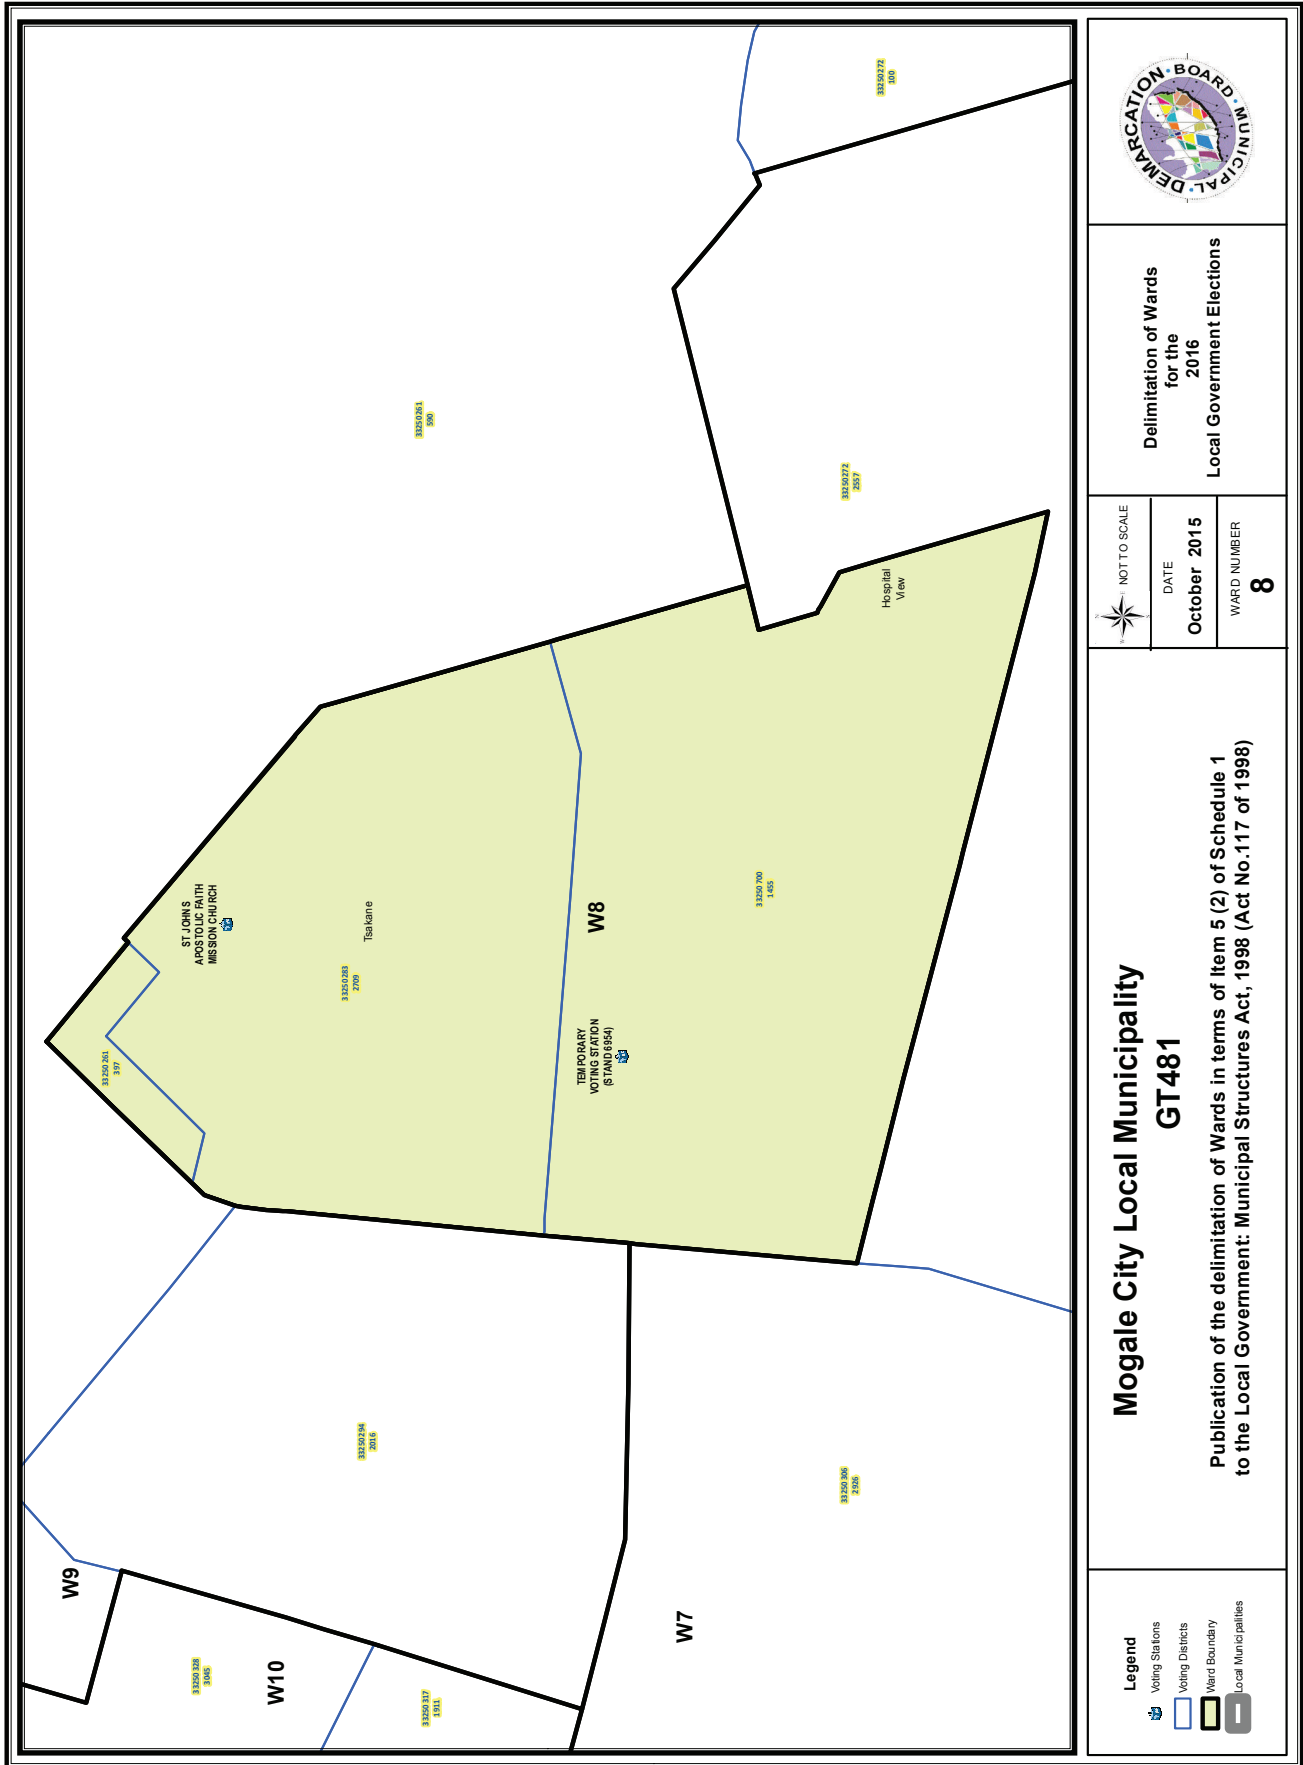 33250272
100
33250261
590
33250272
2557
Hospital
View
ST JOHNS
APOSTOLIC FAITH
MISSION CHURCH
Tsakane
33250283
2709
33250261
397
W8
33250700
1455
TEMPORARY
VOTING STATION
(STAND 6954)
33250294
2016
33250306
2926
W9
W7
W10
33250328
3045
33250317
1911
Legend
Voting Stations
Voting Districts
Ward Boundary
Local Municipalities
Mogale City Local Municipality
GT481
Publication of the delimitation of Wards in terms of Item 5 (2) of Schedule 1
to the Local Government: Municipal Structures Act, 1998 (Act No.117 of 1998)
NOT TO SCALE
DATE
October 2015
WARD NUMBER
8
Delimitation of Wards
for the
2016
Local Government Elections
MUNICIPAL • DEMARCATION • BOARD •